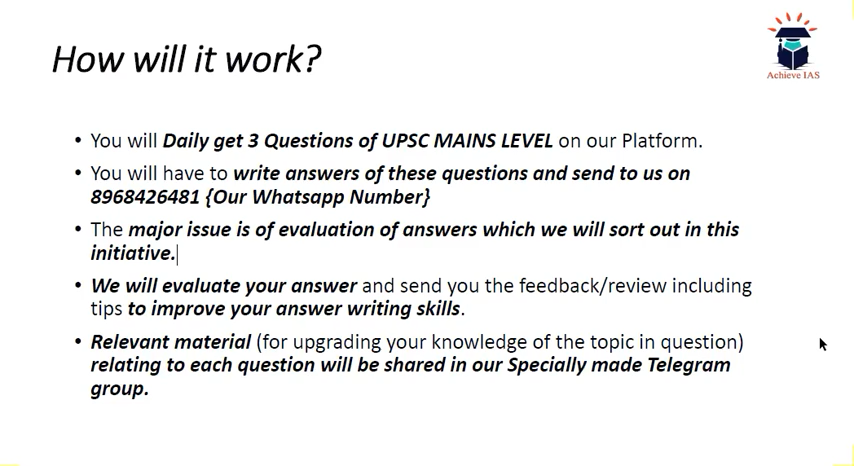 How will it work?
Achieve IAS
• You will Daily get 3 Questions of UPSC MAINS LEVEL on our Platform.
• You will have to write answers of these questions and send to us on
8968426481 {Our Whatsapp Number}
• The major issue is of evaluation of answers which we will sort out in this
initiative.
• We will evaluate your answer and send you the feedback/review including
tips to improve your answer writing skills.
• Relevant material (for upgrading your knowledge of the topic in question)
relating to each question will be shared in our Specially made Telegram
group.